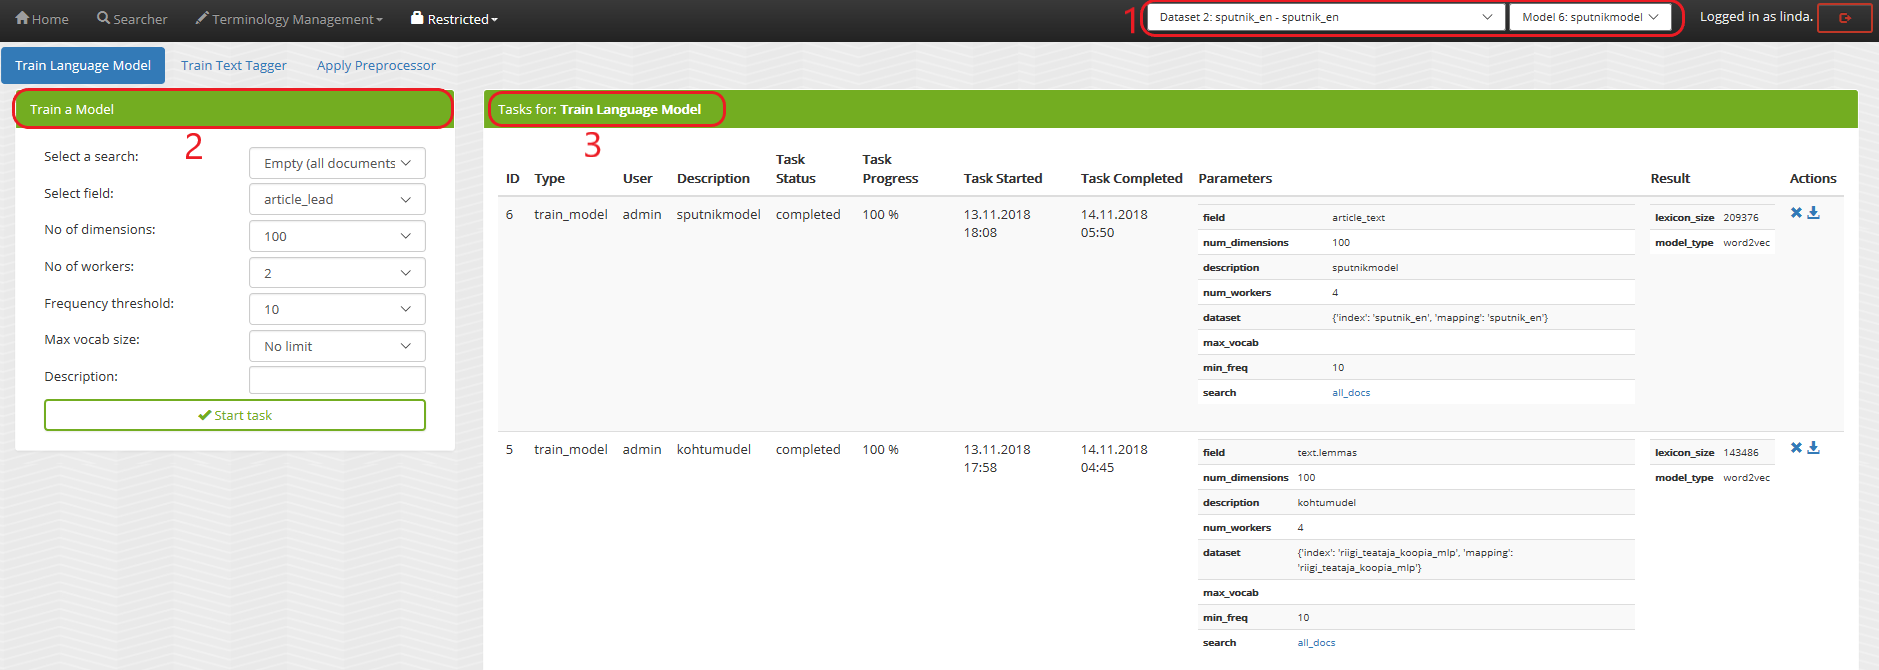 Home Searcher Terminology Management Restricted 1 Dataset 2: sputnik_en - sputnik_en Model 6: sputnikmodel Logged in as linda.
Train Language Model Train Text Tagger Apply Preprocessor
Train a Model
2
Select a search: Empty (all documents
Select field: article_lead
No of dimensions: 100
No of workers: 2
Frequency threshold: 10
Max vocab size: No limit
Description:
Start task
Tasks for: Train Language Model
3
ID Type User Description Task Status Task Progress Task Started Task Completed Parameters Result Actions
6 train_model admin sputnikmodel completed 100 % 13.11.2018 18:08 14.11.2018 05:50
field article_text
num_dimensions 100
description sputnikmodel
num_workers 4
dataset {'index': 'sputnik_en', 'mapping': 'sputnik_en'}
max_vocab
min_freq 10
search all_docs
lexicon_size 209376
model_type word2vec
5 train_model admin kohtumudel completed 100 % 13.11.2018 17:58 14.11.2018 04:45
field text.lemmas
num_dimensions 100
description kohtumudel
num_workers 4
dataset {'index': 'riigi_teataja_koopia_mlp', 'mapping':
'riigi_teataja_koopia_mlp'}
max_vocab
min_freq 10
search all_docs
lexicon_size 143486
model_type word2vec